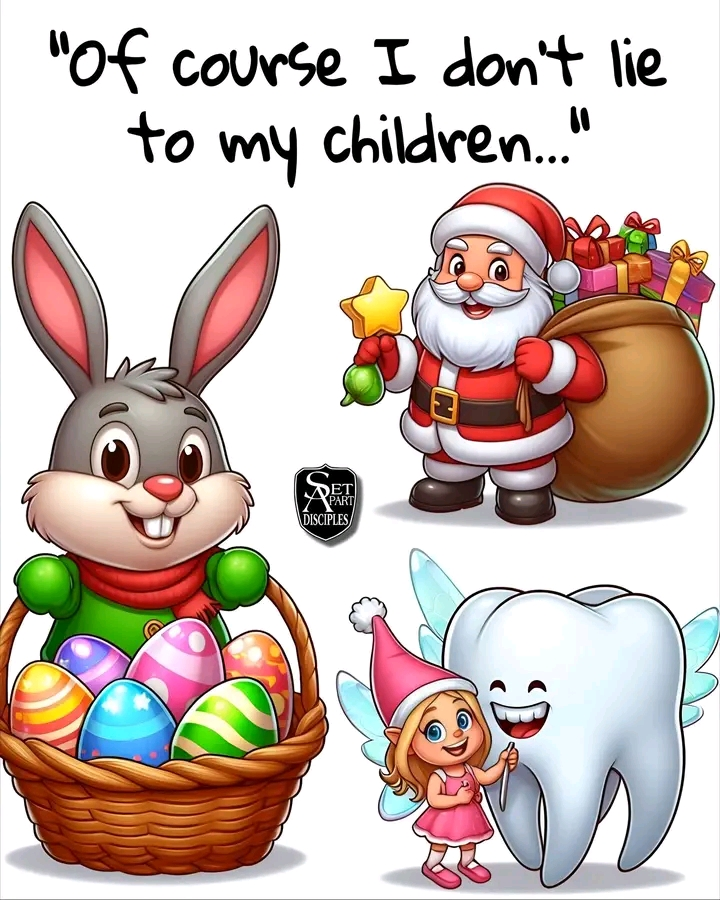 "Of course I don't lie
to my children..."
SET
APART
DISCIPLES